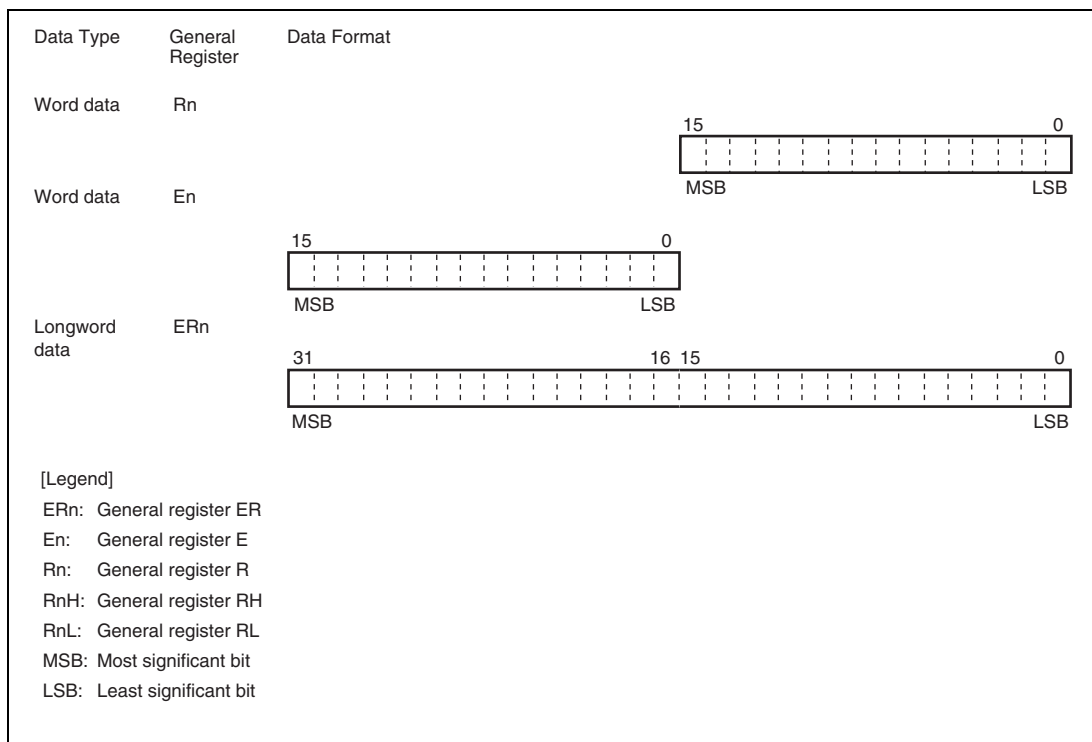 Data Type General Register Data Format
Word data Rn
15 0
MSB LSB
Word data En
15 0
MSB LSB
Longword data ERn
31 16 15 0
MSB LSB
[Legend]
ERn: General register ER
En: General register E
Rn: General register R
RnH: General register RH
RnL: General register RL
MSB: Most significant bit
LSB: Least significant bit